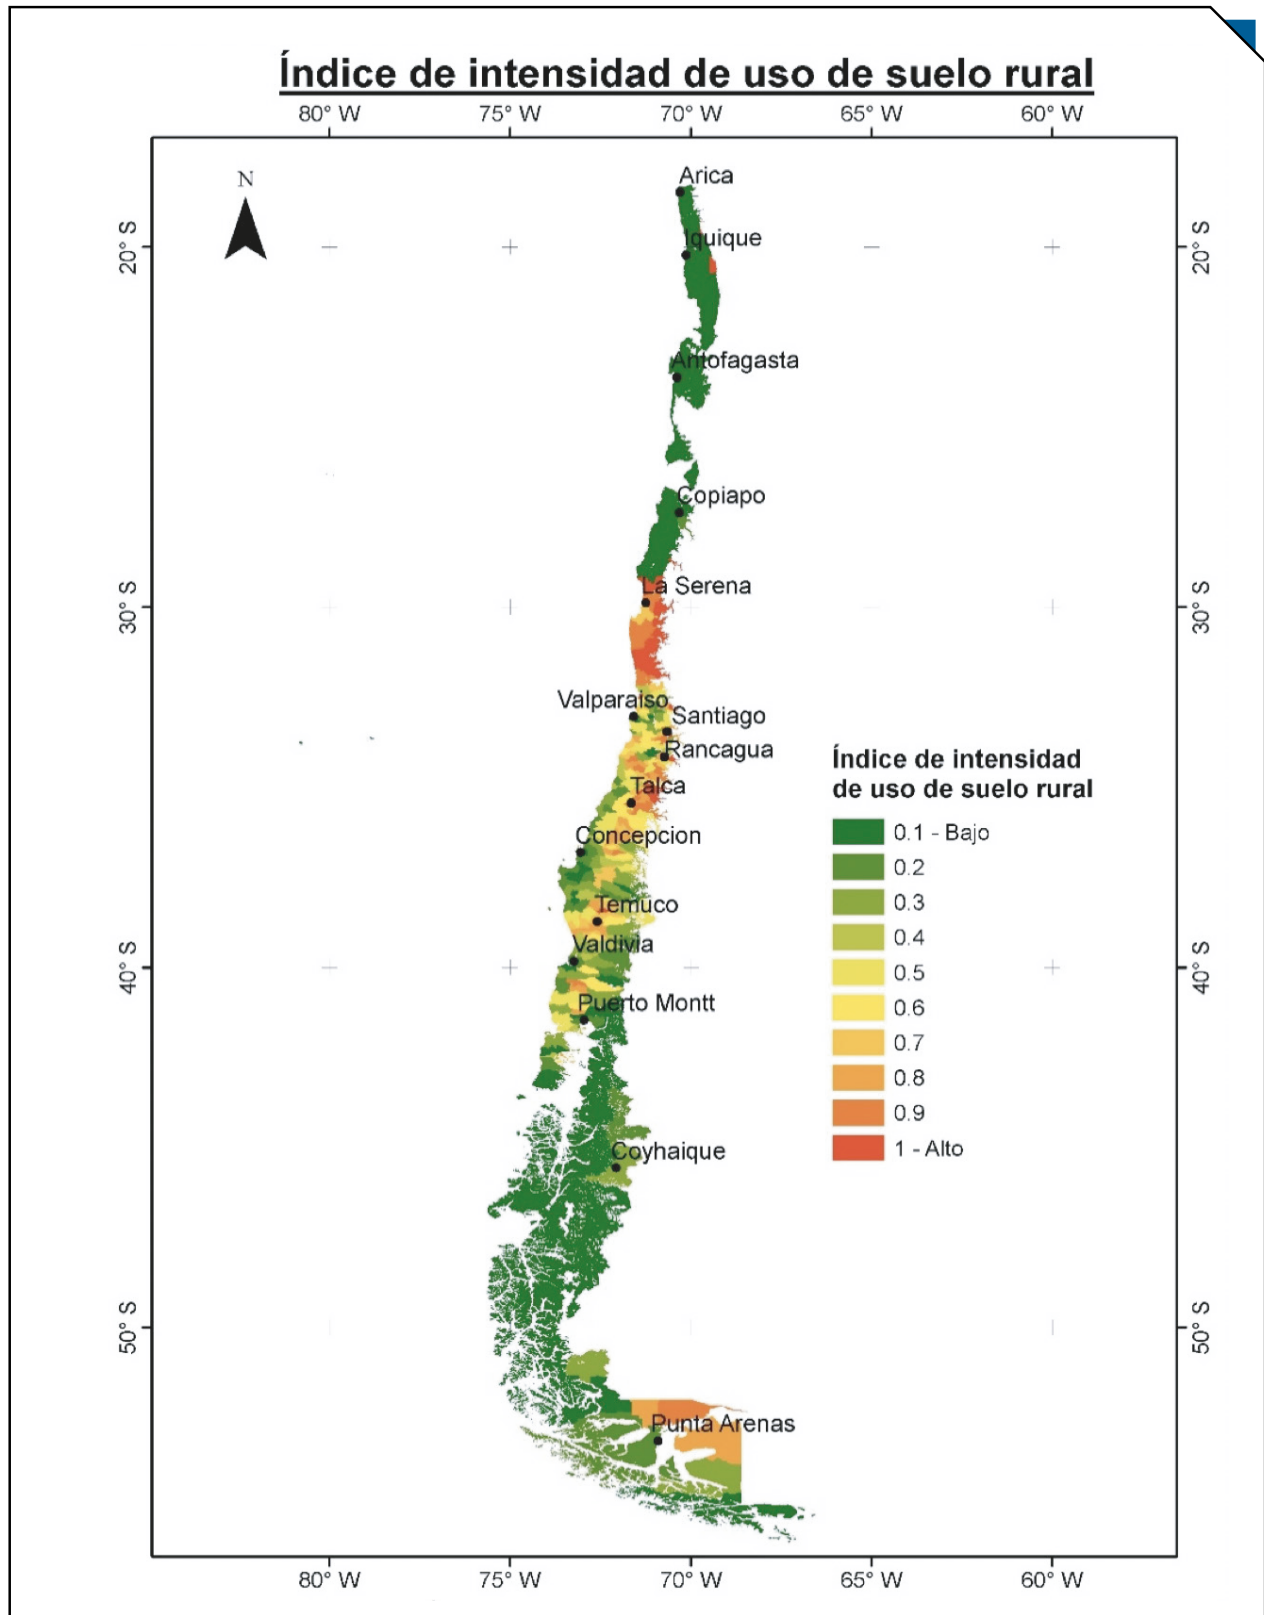 Índice de intensidad de uso de suelo rural
80° W
75° W
70° W
65° W
60° W
N
Arica
20° S
20° S
Iquique
Antofagasta
Copiapo
La Serena
30° S
30° S
Valparaiso
Santiago
Rancagua
Talca
Concepcion
Temuco
Valdivia
40° S
40° S
Puerto Montt
Coyhaique
50° S
50° S
Punta Arenas
Índice de intensidad
de uso de suelo rural
0.1 - Bajo
0.2
0.3
0.4
0.5
0.6
0.7
0.8
0.9
1 - Alto
80° W
75° W
70° W
65° W
60° W